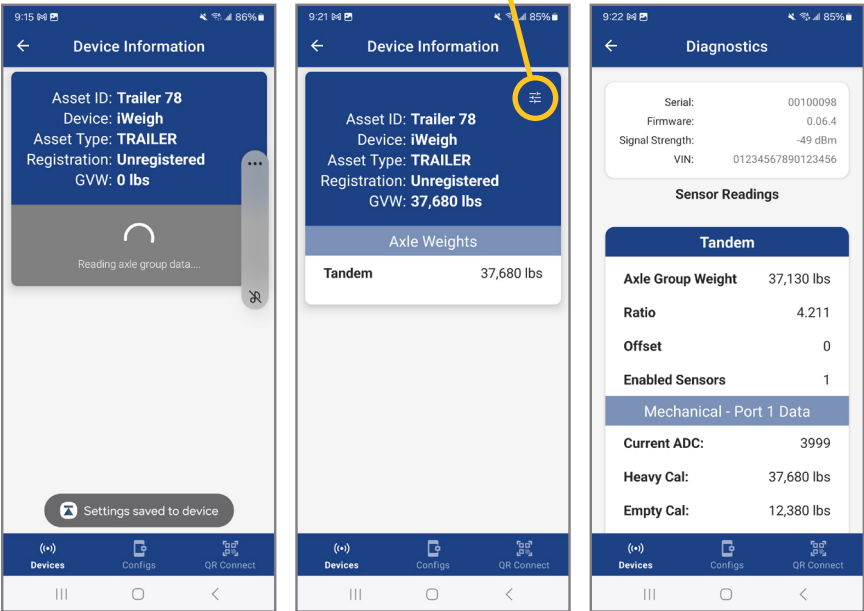 9:15 86%
Device Information
Asset ID: Trailer 78
Device: iWeigh
Asset Type: TRAILER
Registration: Unregistered
GVW: 0 lbs
Reading axle group data....
Settings saved to device
Devices Configs QR Connect
9:21 85%
Device Information
Asset ID: Trailer 78
Device: iWeigh
Asset Type: TRAILER
Registration: Unregistered
GVW: 37,680 lbs
Axle Weights
Tandem 37,680 lbs
Devices Configs QR Connect
9:22 85%
Diagnostics
Serial: 00100098
Firmware: 0.06.4
Signal Strength: -49 dBm
VIN: 01234567890123456
Sensor Readings
Tandem
Axle Group Weight 37,130 lbs
Ratio 4.211
Offset 0
Enabled Sensors 1
Mechanical - Port 1 Data
Current ADC: 3999
Heavy Cal: 37,680 lbs
Empty Cal: 12,380 lbs
Devices Configs QR Connect